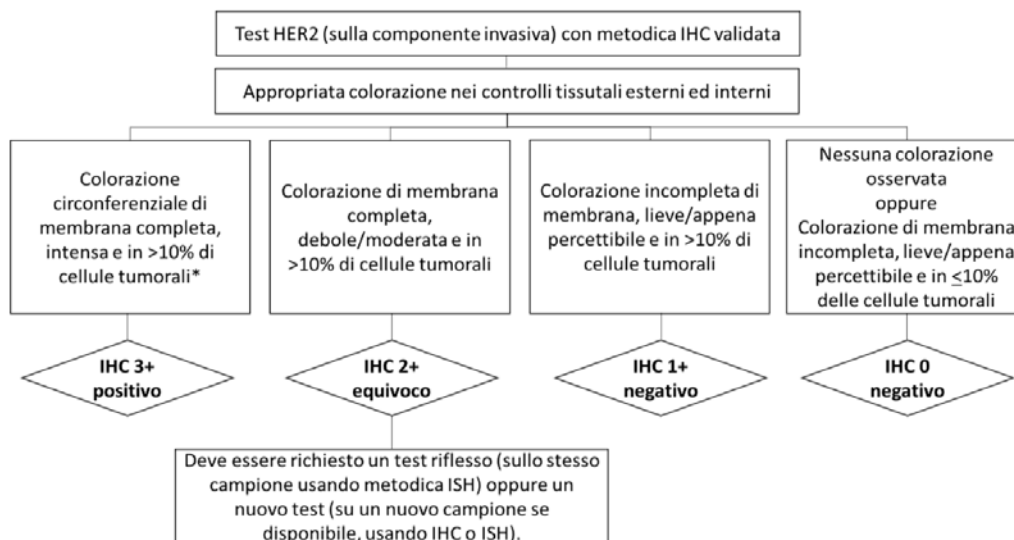 Test HER2 (sulla componente invasiva) con metodica IHC validata
Appropriata colorazione nei controlli tissutali esterni ed interni
Colorazione
circonferenziale di
membrana completa,
intensa e in >10% di
cellule tumorali*
Colorazione di membrana
completa,
debole/moderata e in
>10% di cellule tumorali
Colorazione incompleta di
membrana, lieve/appena
percettibile e in >10% di
cellule tumorali
Nessuna colorazione
osservata
oppure
Colorazione di membrana
incompleta, lieve/appena
percettibile e in ≤10%
delle cellule tumorali
IHC 3+
positivo
IHC 2+
equivoco
IHC 1+
negativo
IHC 0
negativo
Deve essere richiesto un test riflesso (sullo stesso
campione usando metodica ISH) oppure un
nuovo test (su un nuovo campione se
disponibile, usando IHC o ISH).